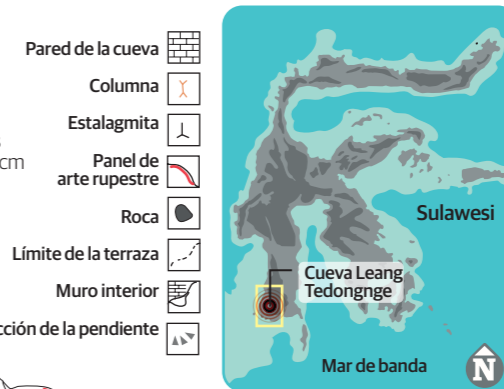 Pared de la cueva
Columna
Estalagmita
cm
Panel de
arte rupestre
Roca
Límite de la terraza
Muro interior
cción de la pendiente
Sulawesi
Cueva Leang
Tedongnge
Mar de banda
N